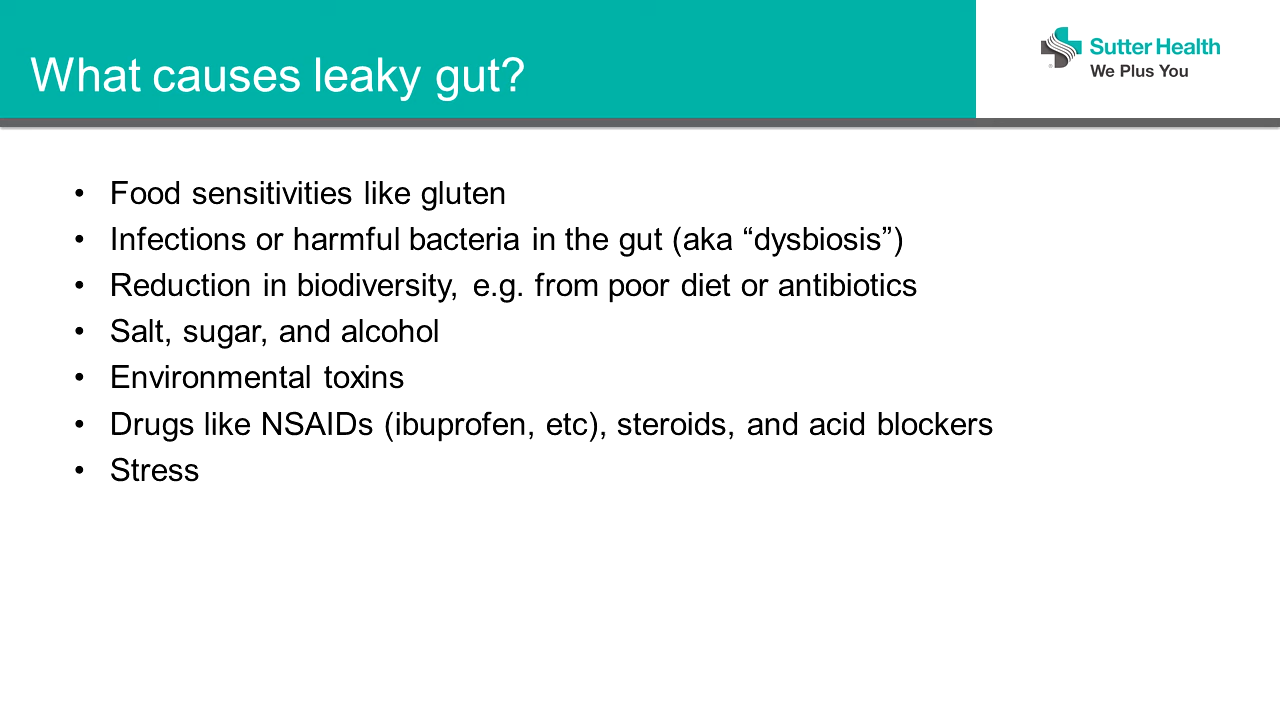 What causes leaky gut?
Sutter Health
We Plus You
• Food sensitivities like gluten
• Infections or harmful bacteria in the gut (aka “dysbiosis”)
• Reduction in biodiversity, e.g. from poor diet or antibiotics
• Salt, sugar, and alcohol
• Environmental toxins
• Drugs like NSAIDs (ibuprofen, etc), steroids, and acid blockers
• Stress